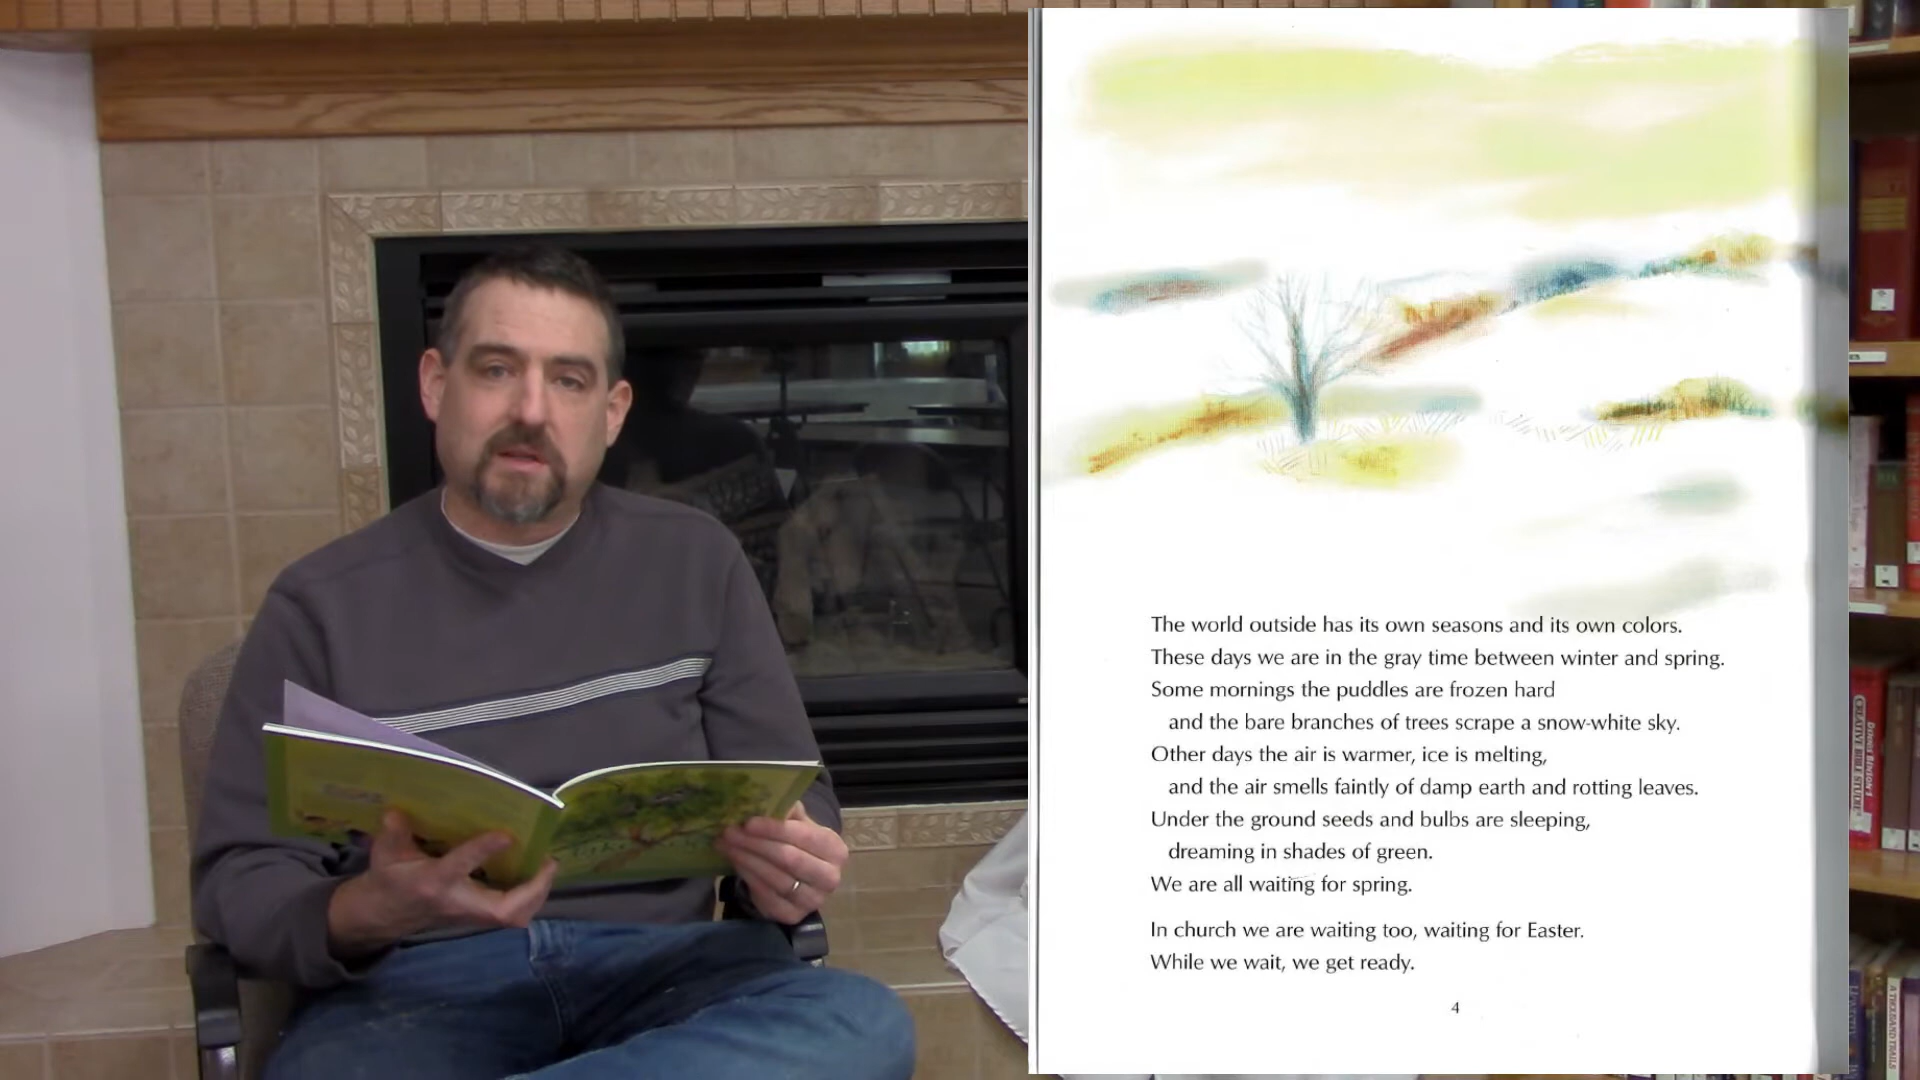 The world outside has its own seasons and its own colors.
These days we are in the gray time between winter and spring.
Some mornings the puddles are frozen hard
and the bare branches of trees scrape a snow-white sky.
Other days the air is warmer, ice is melting,
and the air smells faintly of damp earth and rotting leaves.
Under the ground seeds and bulbs are sleeping,
dreaming in shades of green.
We are all waiting for spring.
In church we are waiting too, waiting for Easter.
While we wait, we get ready.
4
CREATIVE BIBLE STUDIES
A THOUSAND TRAILS